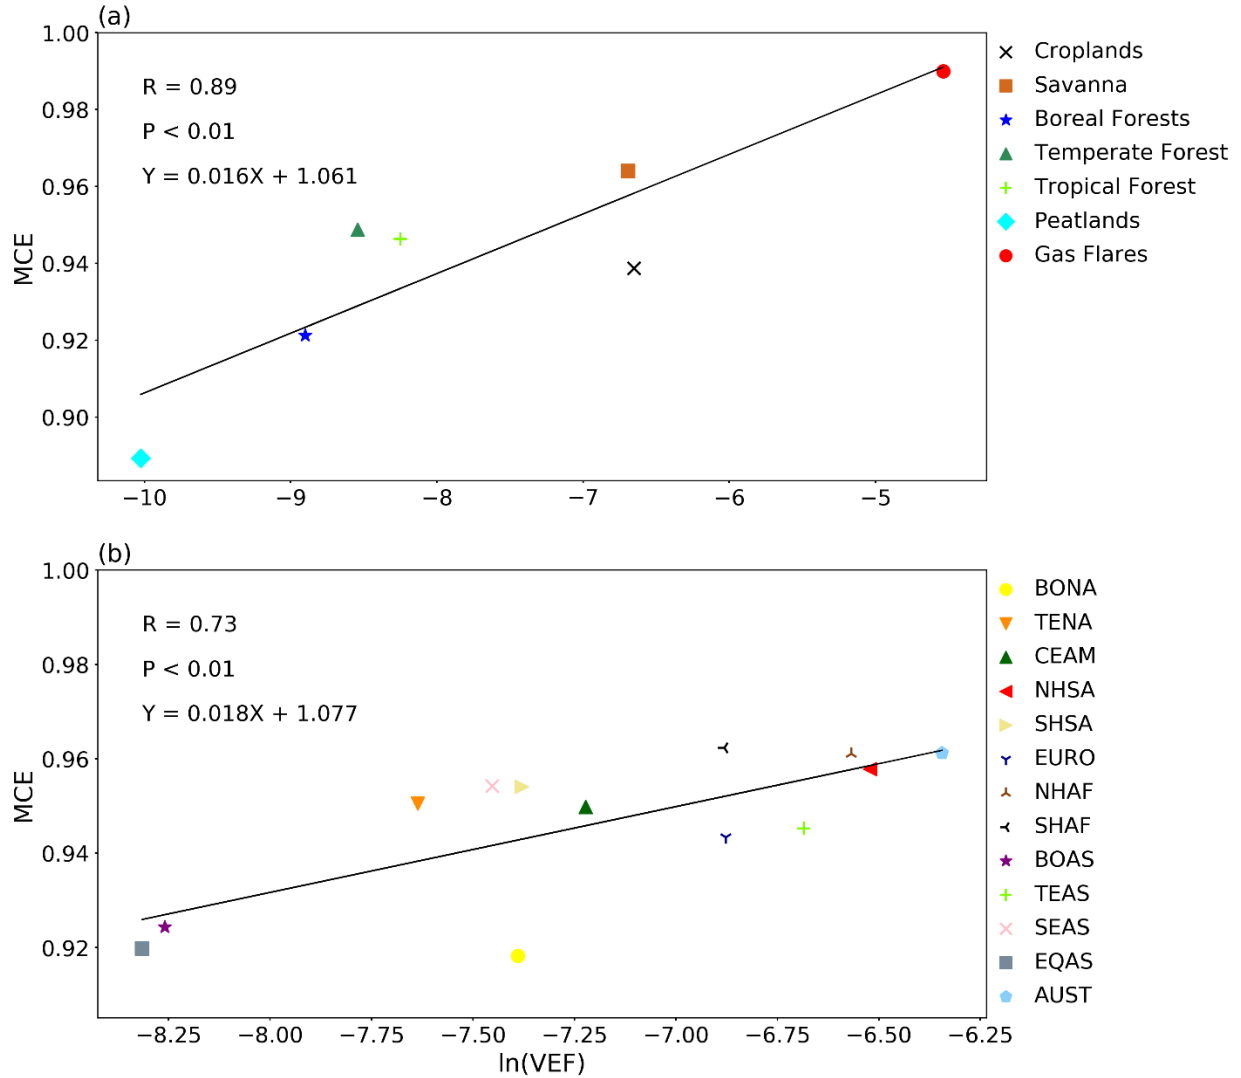 (a)
1.00
0.98
0.96
0.94
0.92
0.90
MCE
R = 0.89
P < 0.01
Y = 0.016X + 1.061
−10
−9
−8
−7
−6
−5
Croplands
Savanna
Boreal Forests
Temperate Forest
Tropical Forest
Peatlands
Gas Flares
(b)
1.00
0.98
0.96
0.94
0.92
MCE
R = 0.73
P < 0.01
Y = 0.018X + 1.077
−8.25
−8.00
−7.75
−7.50
−7.25
−7.00
−6.75
−6.50
−6.25
ln(VEF)
BONA
TENA
CEAM
NHSA
SHSA
EURO
NHAF
SHAF
BOAS
TEAS
SEAS
EQAS
AUST